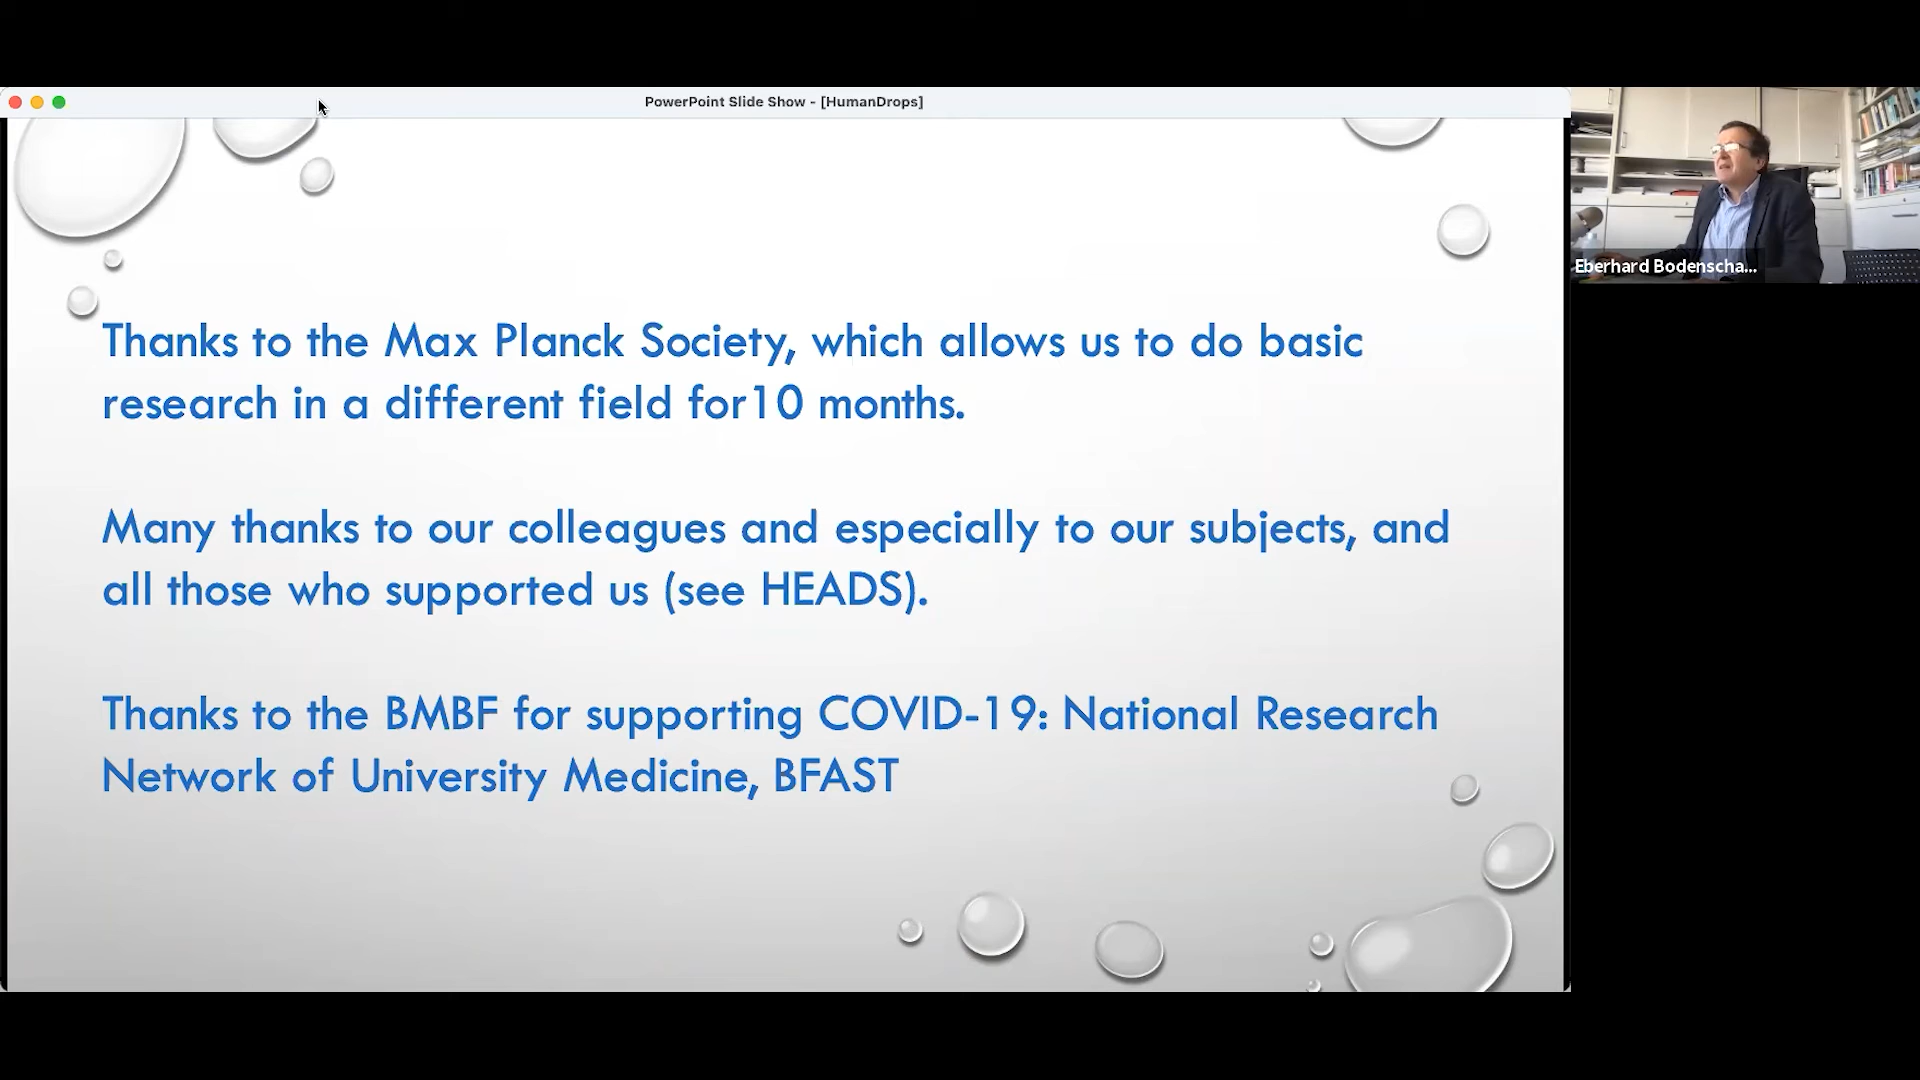 PowerPoint Slide Show - [HumanDrops]
Eberhard Bodenscha...
Thanks to the Max Planck Society, which allows us to do basic
research in a different field for10 months.
Many thanks to our colleagues and especially to our subjects, and
all those who supported us (see HEADS).
Thanks to the BMBF for supporting COVID-19: National Research
Network of University Medicine, BFAST